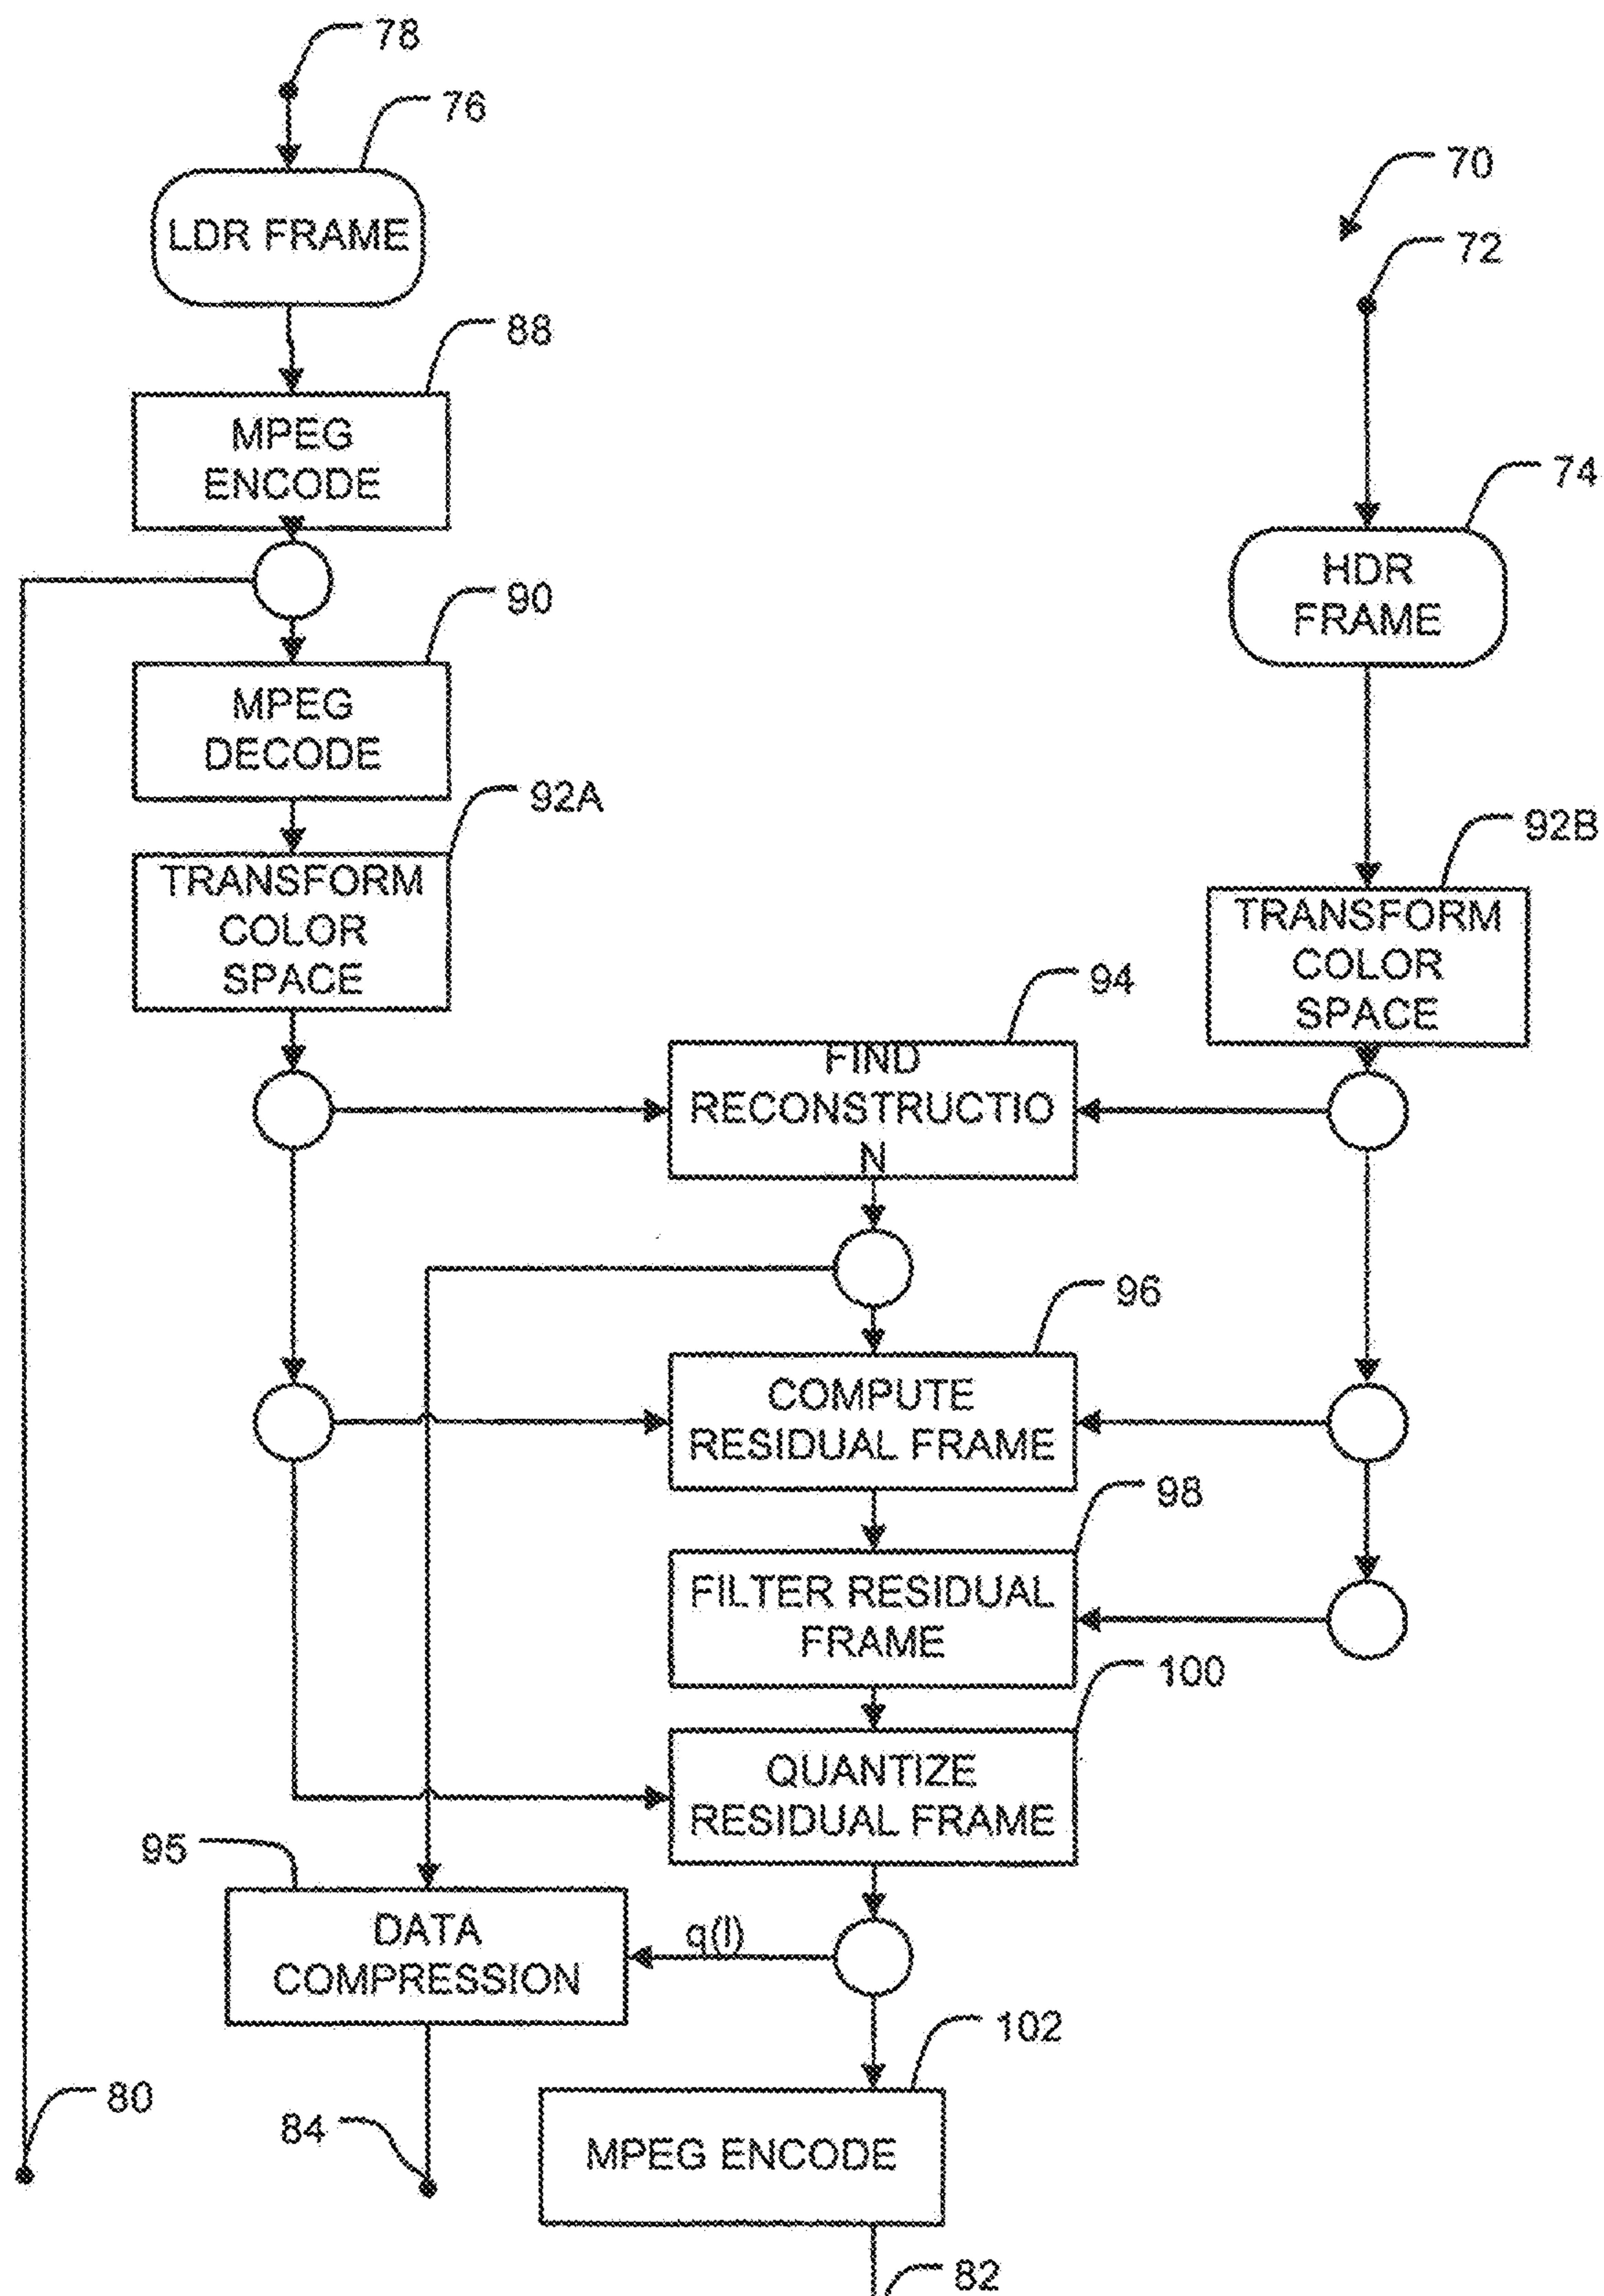 78
76
LDR FRAME
70
72
88
MPEG
ENCODE
74
HDR
FRAME
90
MPEG
DECODE
92A
TRANSFORM
COLOR
SPACE
92B
TRANSFORM
COLOR
SPACE
94
FIND
RECONSTRUCTIO
N
96
COMPUTE
RESIDUAL FRAME
98
FILTER RESIDUAL
FRAME
100
QUANTIZE
RESIDUAL FRAME
95
DATA
COMPRESSION
q(l)
102
MPEG ENCODE
80
84
82